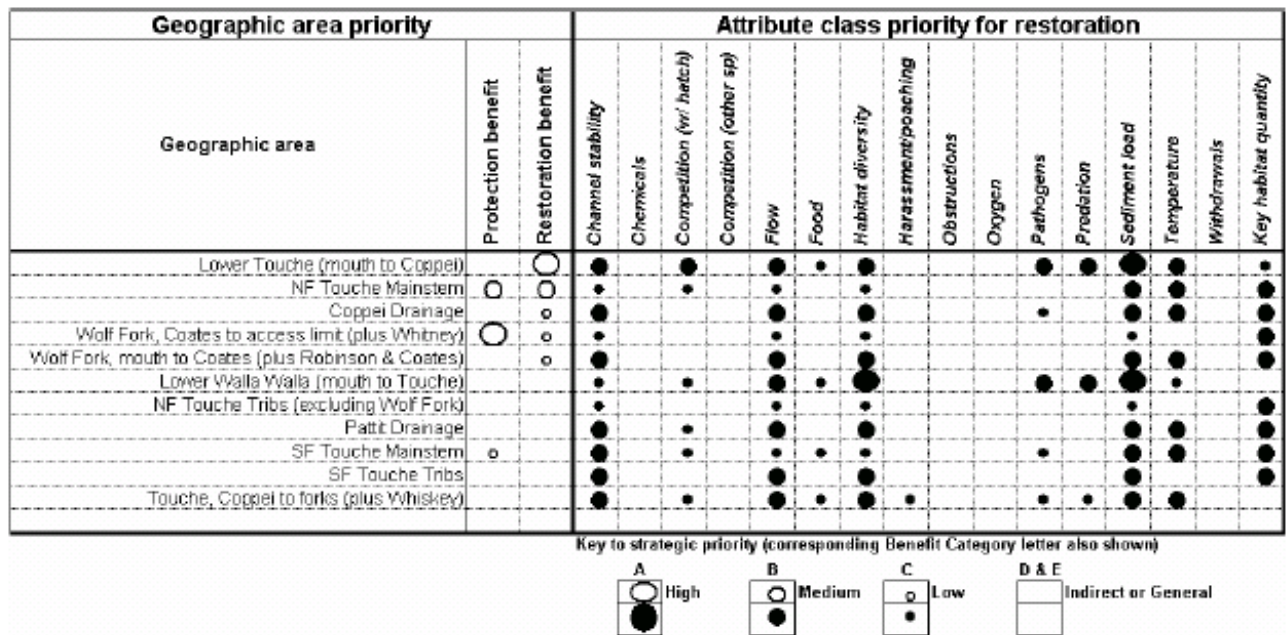 Geographic area priority Attribute class priority for restoration
Geographic area Protection benefit Restoration benefit Channel stability Chemicals Competition (w/ hatch) Competition (other sp) Flow Food Habitat diversity Harassment/poaching Obstructions Oxygen Pathogens Predation Sediment load Temperature Withdrawals Key habitat quantity
Lower Touche (mouth to Coppei)
NF Touche Mainstem
Coppei Drainage
Wolf Fork, Coates to access limit (plus Whitney)
Wolf Fork, mouth to Coates (plus Robinson & Coates)
Lower Walla Walla (mouth to Touche)
NF Touche Tribs (excluding Wolf Fork)
Pattit Drainage
SF Touche Mainstem
SF Touche Tribs
Touche, Coppei to forks (plus Whiskey)
Key to strategic priority (corresponding Benefit Category letter also shown)
A B C D & E
High Medium Low Indirect or General